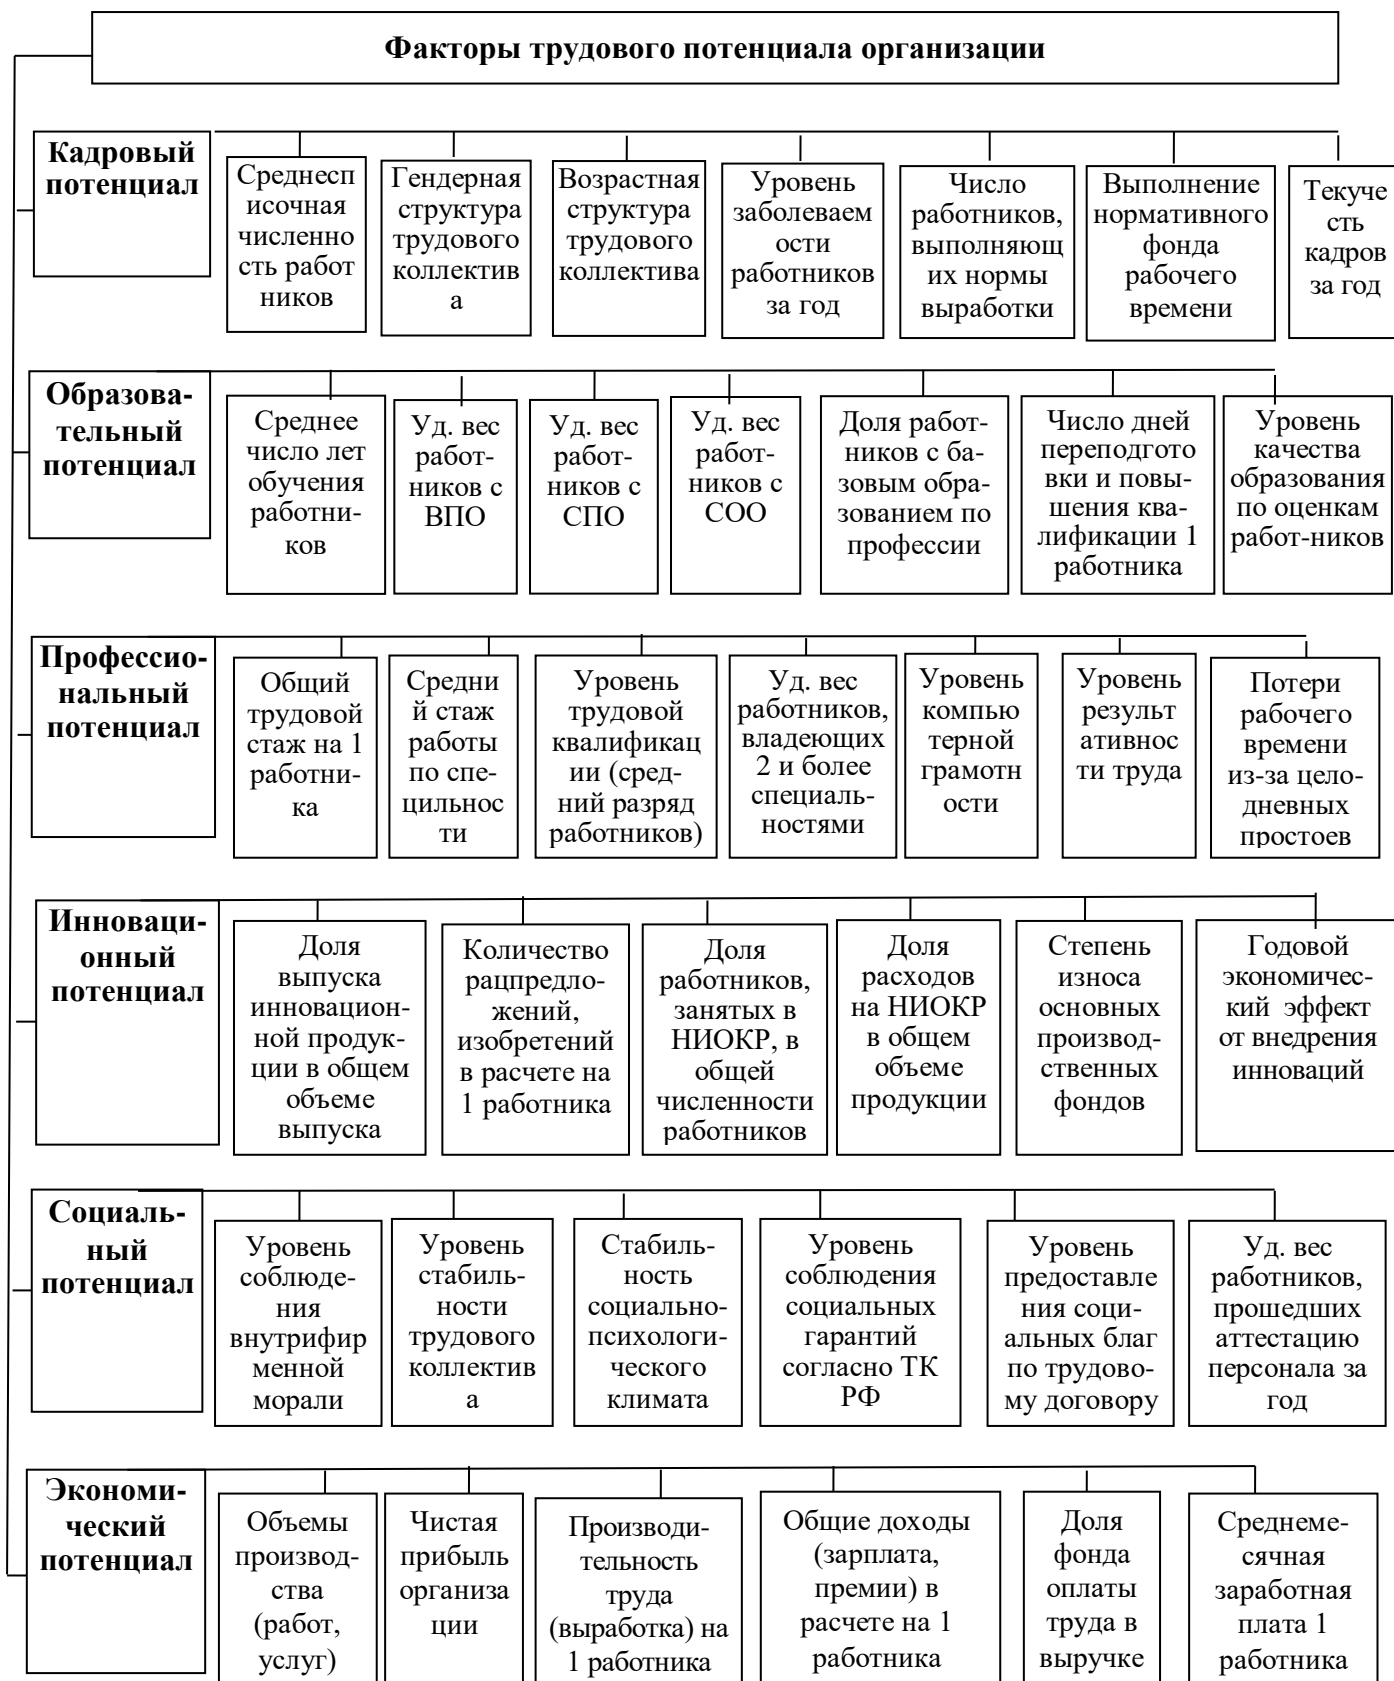 Факторы трудового потенциала организации
Кадровый
потенциал
Среднесп
исочная
численно
сть работ
ников
Гендерная
структура
трудового
коллектив
а
Возрастная
структура
трудового
коллектива
Уровень
заболеваем
ости
работников
за год
Число
работников,
выполняющ
их нормы
выработки
Выполнение
нормативного
фонда
рабочего
времени
Текуче
сть
кадров
за год
Образова-
тельный
потенциал
Среднее
число лет
обучения
работни-
ков
Уд. вес
работ-
ников с
ВПО
Уд. вес
работ-
ников с
СПО
Уд. вес
работ-
ников с
СОО
Доля работ-
ников с ба-
зовым обра-
зованием по
профессии
Число дней
переподгото
вки и повы-
шения ква-
лификации 1
работника
Уровень
качества
образования
по оценкам
работ-ников
Профессио-
нальный
потенциал
Общий
трудовой
стаж на 1
работни-
ка
Средни
й стаж
работы
по спе-
цильнос
ти
Уровень
трудовой
квалификац
ии (сред-
ний разряд
работников)
Уд. вес
работников,
владеющих
2 и более
специаль-
ностями
Уровень
компью
терной
грамотн
ости
Уровень
результ
ативнос
ти труда
Потери
рабочего
времени
из-за цело-
дневных
простоев
Инноваци-
онный
потенциал
Доля
выпуска
инновацион-
ной продук-
ции в общем
объеме
выпуска
Количество
рацпредло-
жений,
изобретений
в расчете на
1 работника
Доля
работников,
занятых в
НИОКР, в
общей
численности
работников
Доля
расходов
на НИОКР
в общем
объеме
продукции
Степень
износа
основных
производ-
ственных
фондов
Годовой
экономичес-
кий эффект
от внедрения
инноваций
Социаль-
ный
потенциал
Уровень
соблюде-
ния
внутрифир
менной
морали
Уровень
стабиль-
ности
трудового
коллектив
а
Стабиль-
ность
социально-
психологи-
ческого
климата
Уровень
соблюдения
социальных
гарантий
согласно ТК
РФ
Уровень
предоставле
ния соци-
альных благ
по трудово-
му договору
Уд. вес
работников,
прошедших
аттестацию
персонала за
год
Экономи-
ческий
потенциал
Объемы
производ-
ства
(работ,
услуг)
Чистая
прибыль
организа
ции
Производи-
тельность
труда
(выработка) на
1 работника
Общие доходы
(зарплата,
премии) в
расчете на 1
работника
Доля
фонда
оплаты
труда в
выручке
Среднеме-
сячная
заработная
плата 1
работника